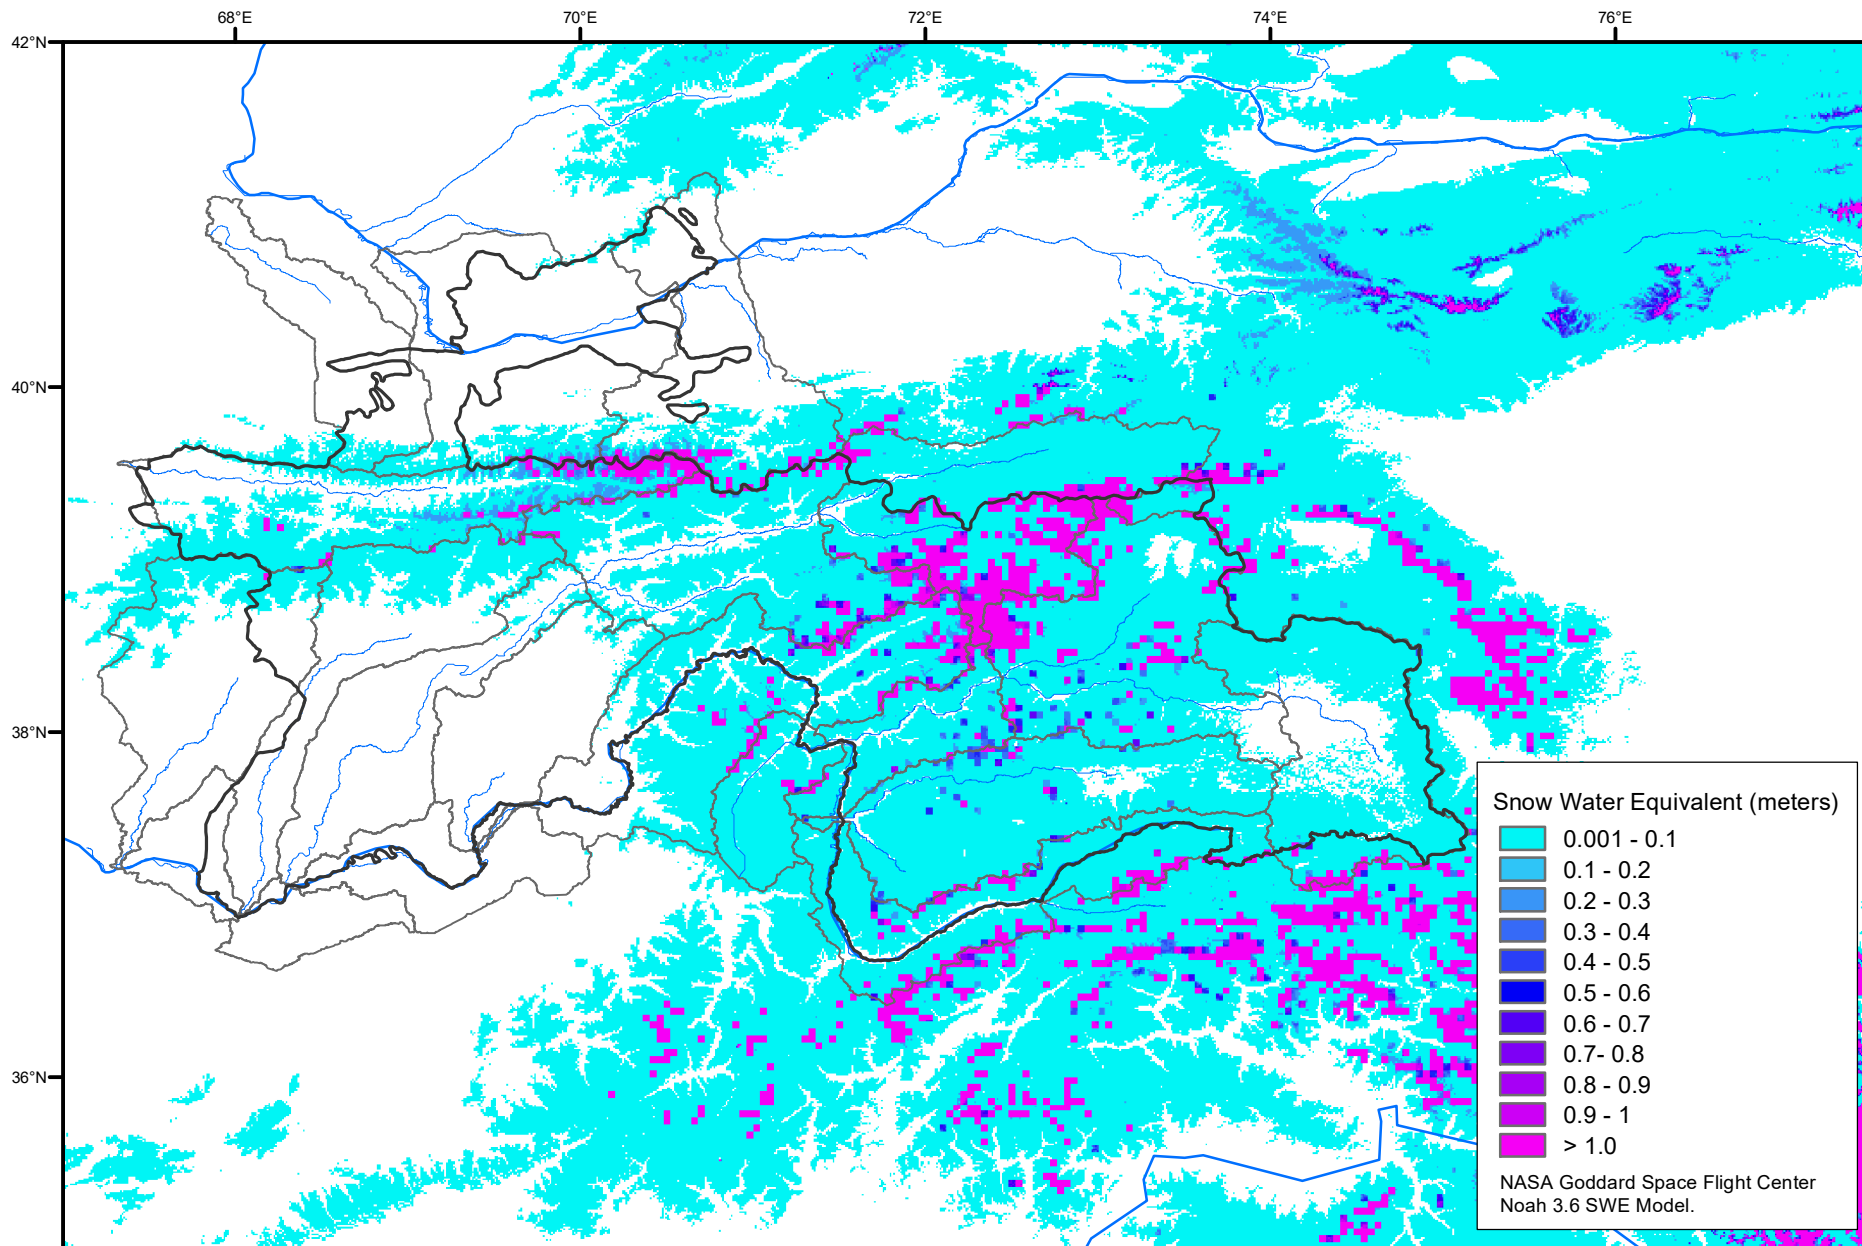 68°E
70°E
72°E
74°E
76°E
42°N
40°N
38°N
36°N
Snow Water Equivalent (meters)
0.001 - 0.1
0.1 - 0.2
0.2 - 0.3
0.3 - 0.4
0.4 - 0.5
0.5 - 0.6
0.6 - 0.7
0.7- 0.8
0.8 - 0.9
0.9 - 1
> 1.0
NASA Goddard Space Flight Center
Noah 3.6 SWE Model.